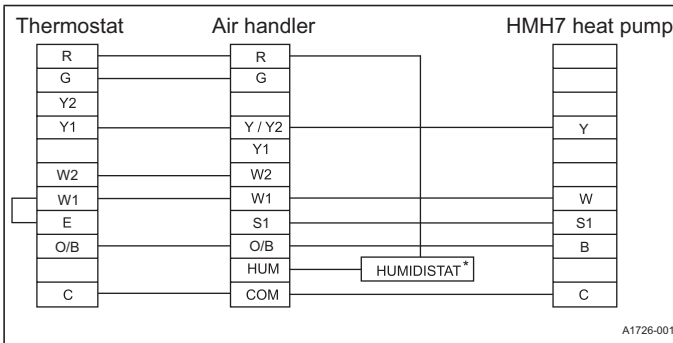 Thermostat Air handler HMH7 heat pump
R R
G G
Y2
Y1 Y / Y2 Y
Y1
W2 W2
W1 W1 W
E S1 S1
O/B O/B B
HUM HUMIDISTAT*
C COM C
A1726-001